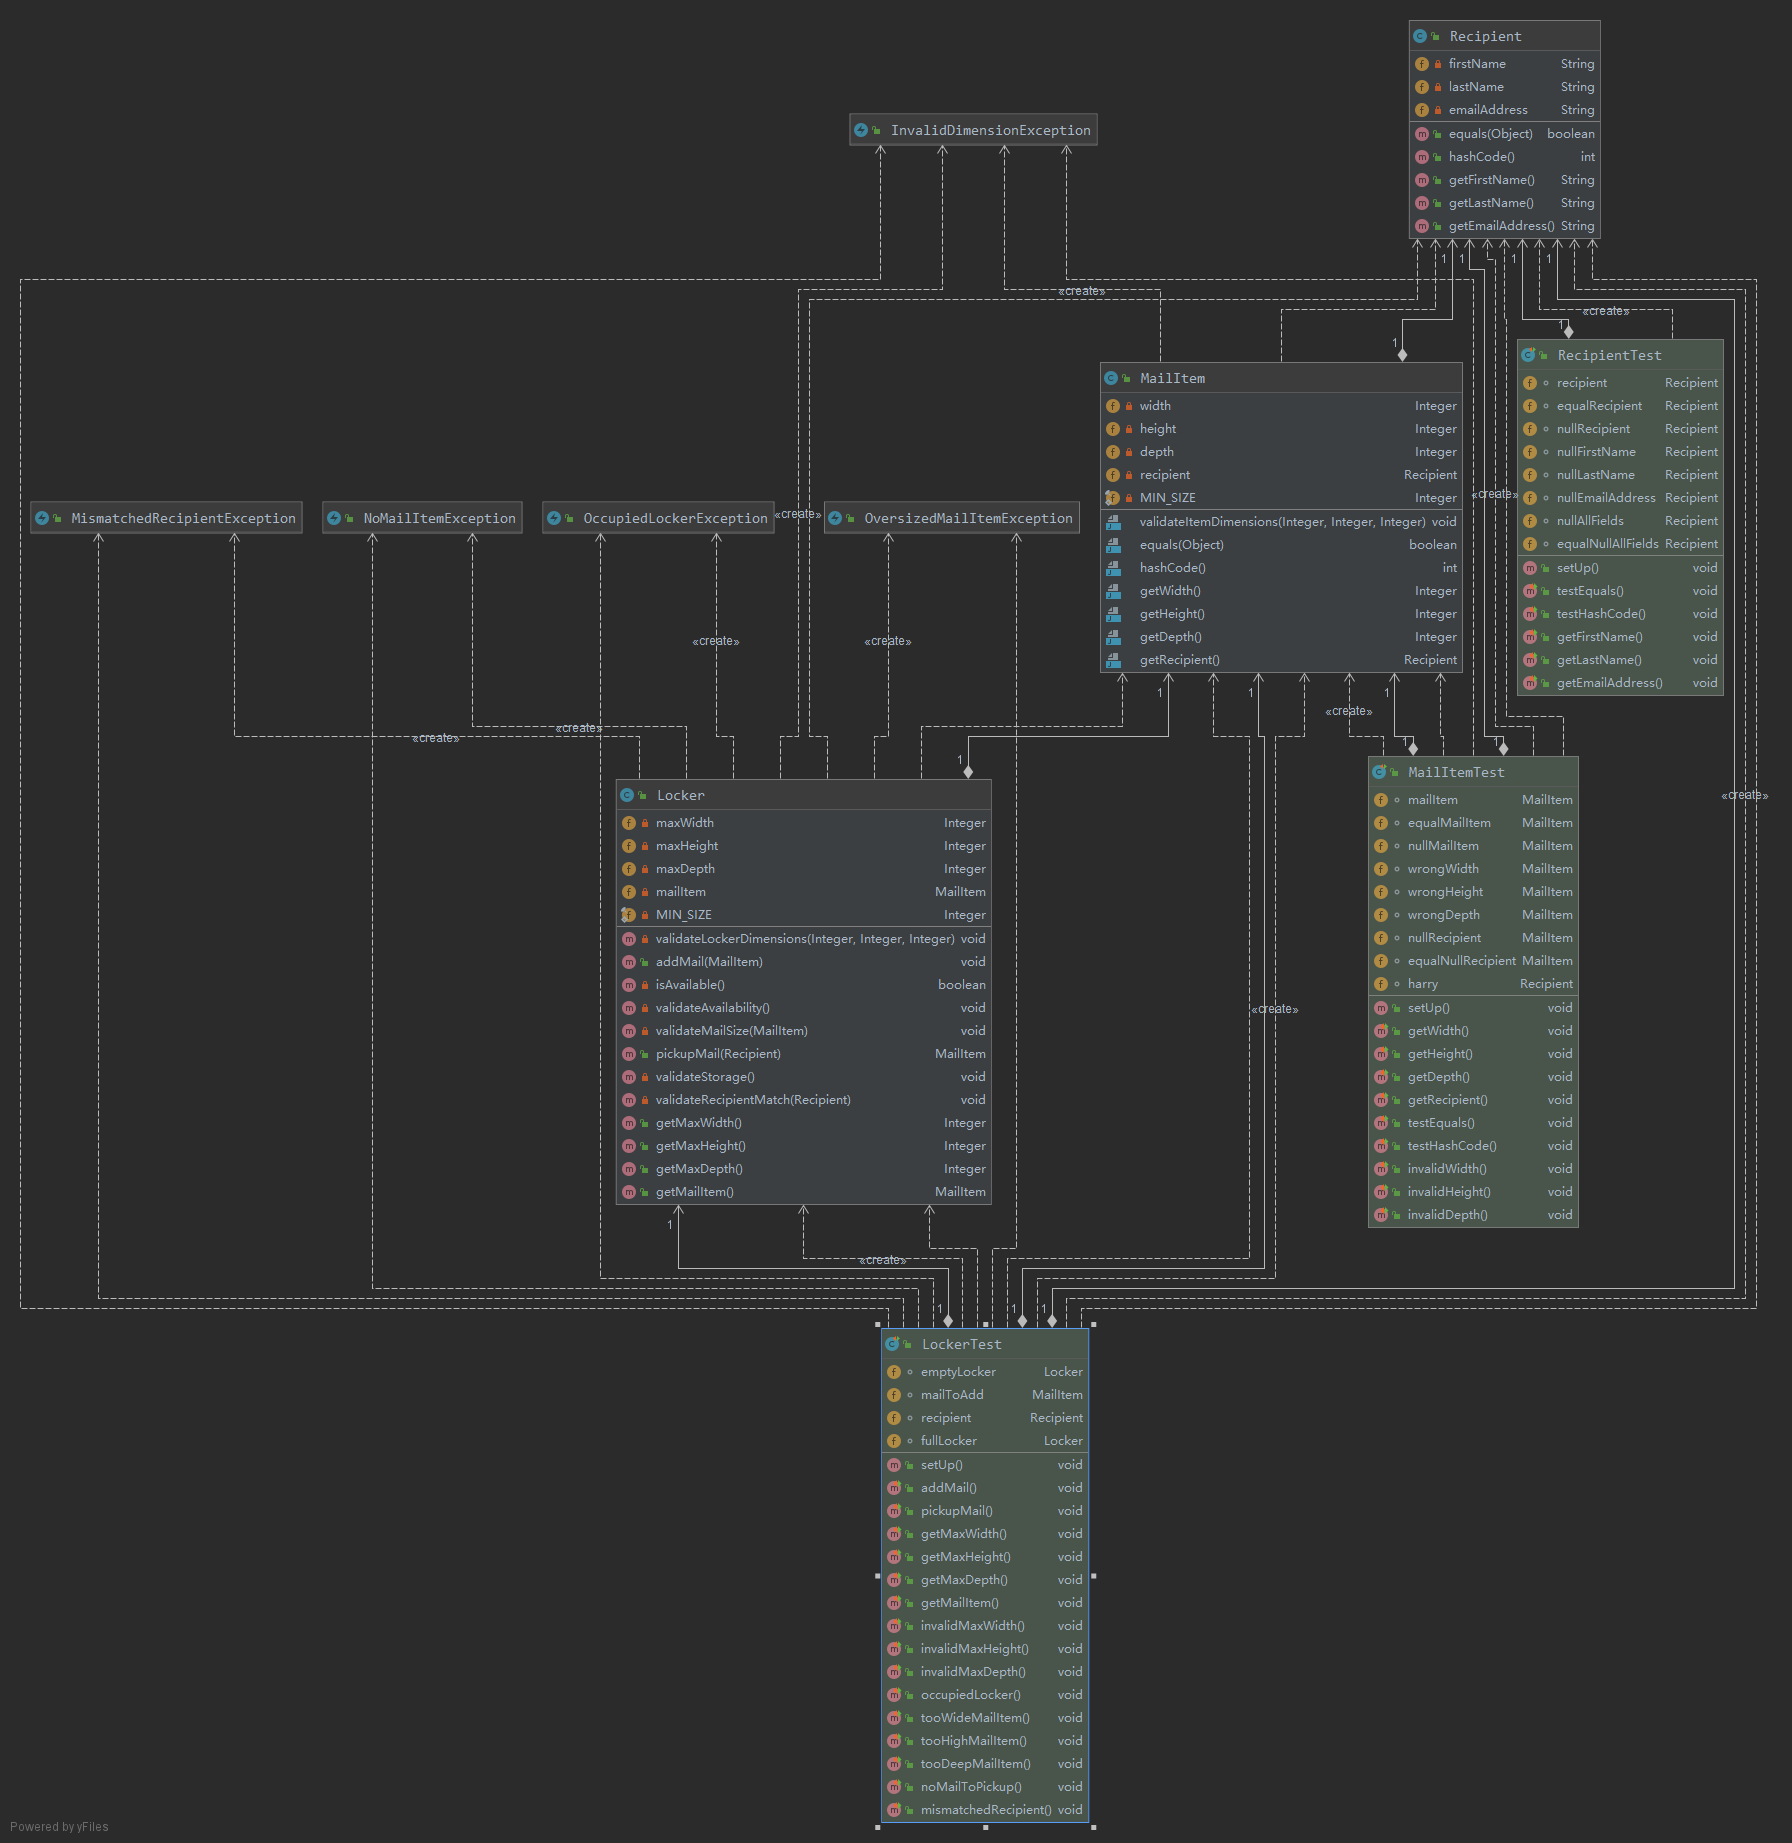 Recipient
firstName String
lastName String
emailAddress String
equals(Object) boolean
hashCode() int
getFirstName() String
getLastName() String
getEmailAddress() String
1 1 1 1
InvalidDimensionException
«create»
«create»
1
1
RecipientTest
recipient Recipient
equalRecipient Recipient
nullRecipient Recipient
nullFirstName Recipient
nullLastName Recipient
nullEmailAddress Recipient
nullAllFields Recipient
equalNullAllFields Recipient
setUp() void
testEquals() void
testHashCode() void
getFirstName() void
getLastName() void
getEmailAddress() void
MailItem
width Integer
height Integer
depth Integer
recipient Recipient
MIN_SIZE Integer
validateItemDimensions(Integer, Integer, Integer) void
equals(Object) boolean
hashCode() int
getWidth() Integer
getHeight() Integer
getDepth() Integer
getRecipient() Recipient
«create»
MismatchedRecipientException
NoMailItemException
OccupiedLockerException
«create»
OversizedMailItemException
«create»
«create»
1 1 1
«create»
«create»
«create»
1
1
1
«create»
Locker
maxWidth Integer
maxHeight Integer
maxDepth Integer
mailItem MailItem
MIN_SIZE Integer
validateLockerDimensions(Integer, Integer, Integer) void
addMail(MailItem) void
isAvailable() boolean
validateAvailability() void
validateMailSize(MailItem) void
pickupMail(Recipient) MailItem
validateStorage() void
validateRecipientMatch(Recipient) void
getMaxWidth() Integer
getMaxHeight() Integer
getMaxDepth() Integer
getMailItem() MailItem
«create»
MailItemTest
mailItem MailItem
equalMailItem MailItem
nullMailItem MailItem
wrongWidth MailItem
wrongHeight MailItem
wrongDepth MailItem
nullRecipient MailItem
equalNullRecipient MailItem
harry Recipient
setUp() void
getWidth() void
getHeight() void
getDepth() void
getRecipient() void
testEquals() void
testHashCode() void
invalidWidth() void
invalidHeight() void
invalidDepth() void
1
«create»
1 1 1
LockerTest
emptyLocker Locker
mailToAdd MailItem
recipient Recipient
fullLocker Locker
setUp() void
addMail() void
pickupMail() void
getMaxWidth() void
getMaxHeight() void
getMaxDepth() void
getMailItem() void
invalidMaxWidth() void
invalidMaxHeight() void
invalidMaxDepth() void
occupiedLocker() void
tooWideMailItem() void
tooHighMailItem() void
tooDeepMailItem() void
noMailToPickup() void
mismatchedRecipient() void
Powered by yFiles